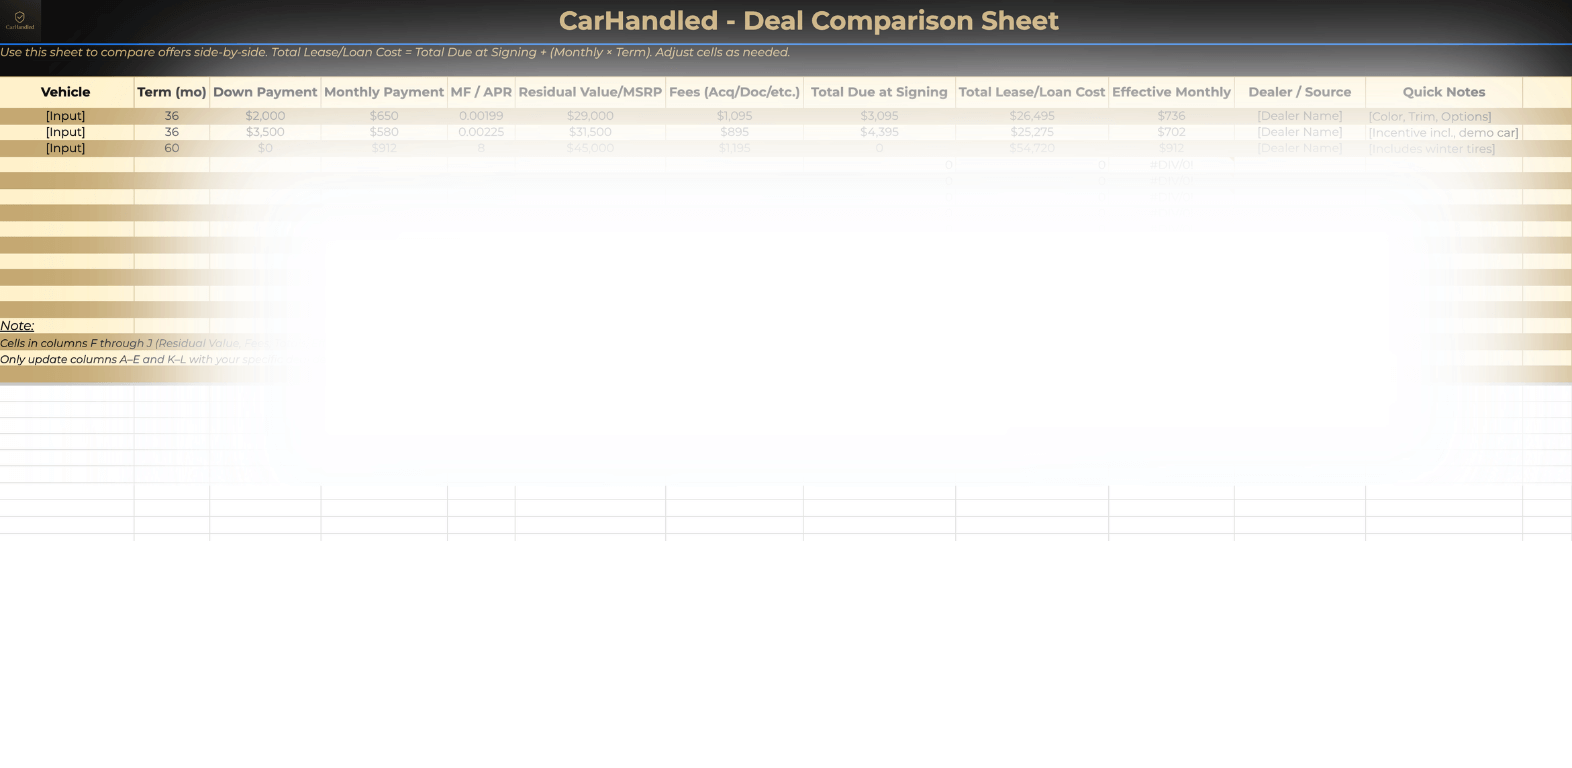 CarHandled
CarHandled - Deal Comparison Sheet
Use this sheet to compare offers side-by-side. Total Lease/Loan Cost = Total Due at Signing + (Monthly × Term). Adjust cells as needed.
Vehicle Term (mo) Down Payment Monthly Payment MF / APR Residual Value/MSRP Fees (Acq/Doc/etc.) Total Due at Signing Total Lease/Loan Cost Effective Monthly Dealer / Source Quick Notes
[Input] 36 $2,000 $650 0.00199 $29,000 $1,095 $3,095 $26,495 $736 [Dealer Name] [Color, Trim, Options]
[Input] 36 $3,500 $580 0.00225 $31,500 $895 $4,395 $25,275 $702 [Dealer Name] [Incentive incl., demo car]
[Input] 60 $0 $912 8 $45,000 $1,195 0 $54,720 $912 [Dealer Name] [Includes winter tires]
0 0 #DIV/0!
Note:
Cells in columns F through J (Residual Value,
Only update columns A–E and K–L with your